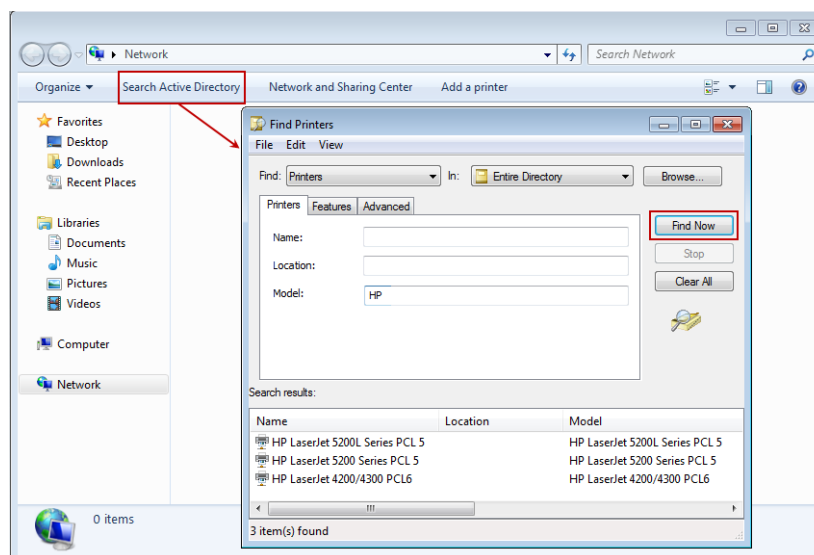 Network
Search Network
Organize
Search Active Directory
Network and Sharing Center
Add a printer
Favorites
Desktop
Downloads
Recent Places
Libraries
Documents
Music
Pictures
Videos
Computer
Network
0 items
Find Printers
File Edit View
Find: Printers In: Entire Directory Browse...
Printers Features Advanced
Find Now
Name:
Stop
Location:
Clear All
Model: HP
Search results:
Name Location Model
HP LaserJet 5200L Series PCL 5 HP LaserJet 5200L Series PCL 5
HP LaserJet 5200 Series PCL 5 HP LaserJet 5200 Series PCL 5
HP LaserJet 4200/4300 PCL6 HP LaserJet 4200/4300 PCL6
3 item(s) found